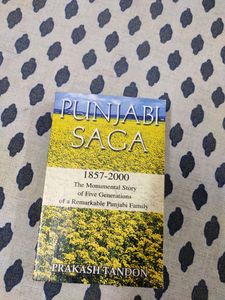 PUNJABI
SAGA
1857-2000
The Monumental Story
of Five Generations
of a Remarkable Punjabi Family
PRAKASH TANDON